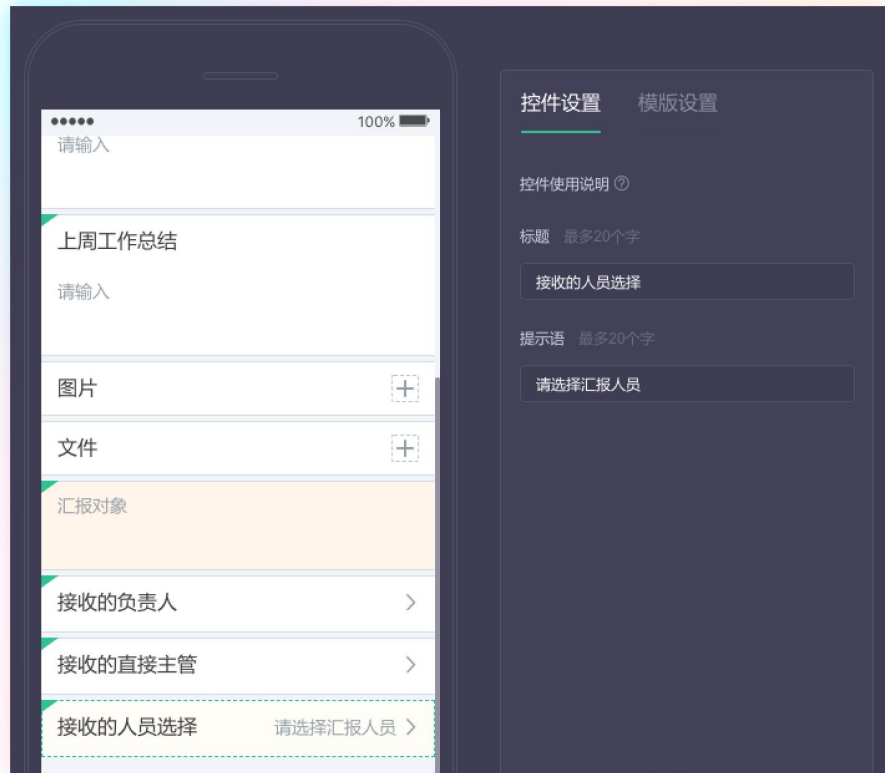 100%
请输入
上周工作总结
请输入
图片
文件
汇报对象
接收的负责人
接收的直接主管
接收的人员选择 请选择汇报人员
控件设置 模版设置
控件使用说明 ?
标题 最多20个字
接收的人员选择
提示语 最多20个字
请选择汇报人员